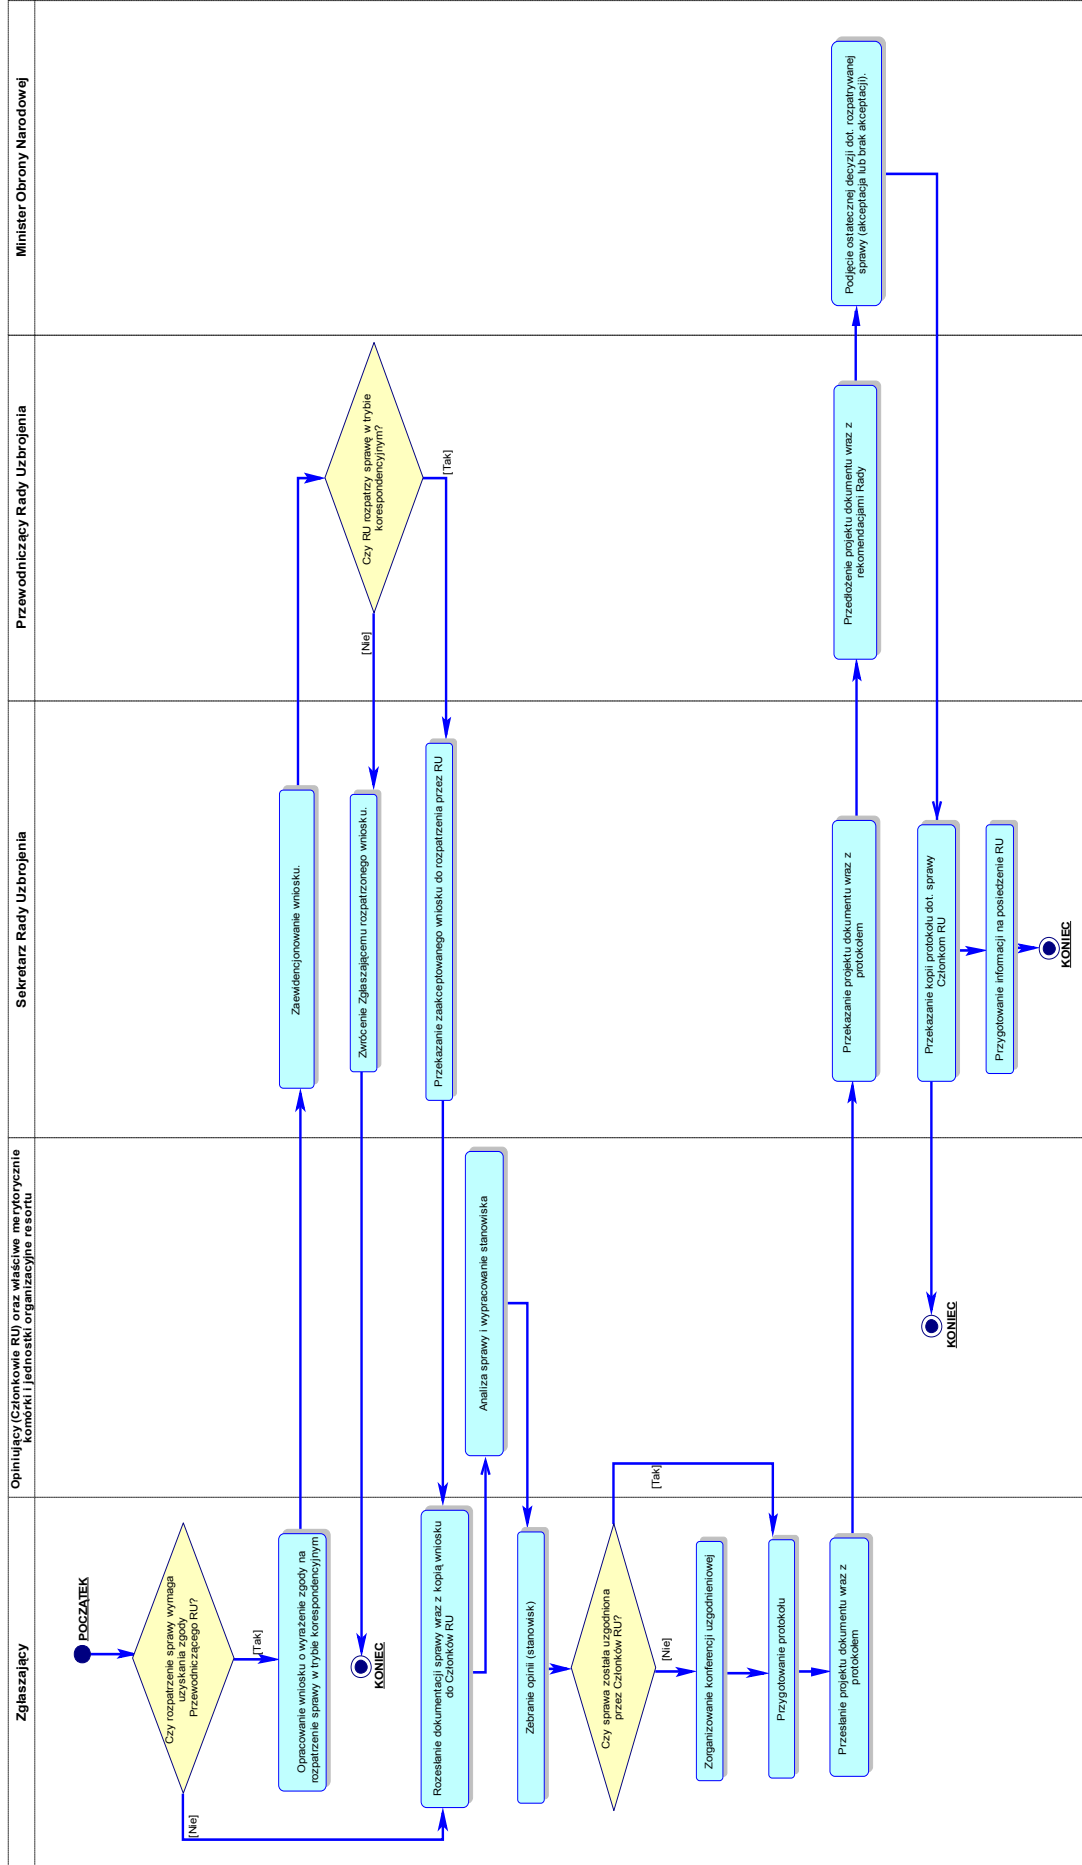 Zgłaszający
Opiniujący (Członkowie RU) oraz właściwe merytorycznie
komórki i jednostki organizacyjne resortu
Sekretarz Rady Uzbrojenia
Przewodniczący Rady Uzbrojenia
Minister Obrony Narodowej
POCZĄTEK
Czy rozpatrzenie sprawy wymaga
uzyskania zgody
Przewodniczącego RU?
[Nie]
[Tak]
Opracowanie wniosku o wyrażenie zgody na
rozpatrzenie sprawy w trybie korespondencyjnym
Zaewidencjonowanie wniosku.
Czy RU rozpatrzy sprawę w trybie
korespondencyjnym?
[Nie]
[Tak]
Zwrócenie Zgłaszającemu rozpatrzonego wniosku.
KONIEC
Przekazanie zaakceptowanego wniosku do rozpatrzenia przez RU
Rozesłanie dokumentacji sprawy wraz z kopią wniosku
do Członków RU
Analiza sprawy i wypracowanie stanowiska
Zebranie opinii (stanowisk)
Czy sprawa została uzgodniona
przez Członków RU?
[Tak]
[Nie]
Zorganizowanie konferencji uzgodnieniowej
Przygotowanie protokołu
Przesłanie projektu dokumentu wraz z
protokołem
Przekazanie projektu dokumentu wraz z
protokołem
Przedłożenie projektu dokumentu wraz z
rekomendacjami Rady
Podjęcie ostatecznej decyzji dot. rozpatrywanej
sprawy (akceptacja lub brak akceptacji).
Przekazanie kopii protokołu dot. sprawy
Członkom RU
KONIEC
Przygotowanie informacji na posiedzenie RU
KONIEC